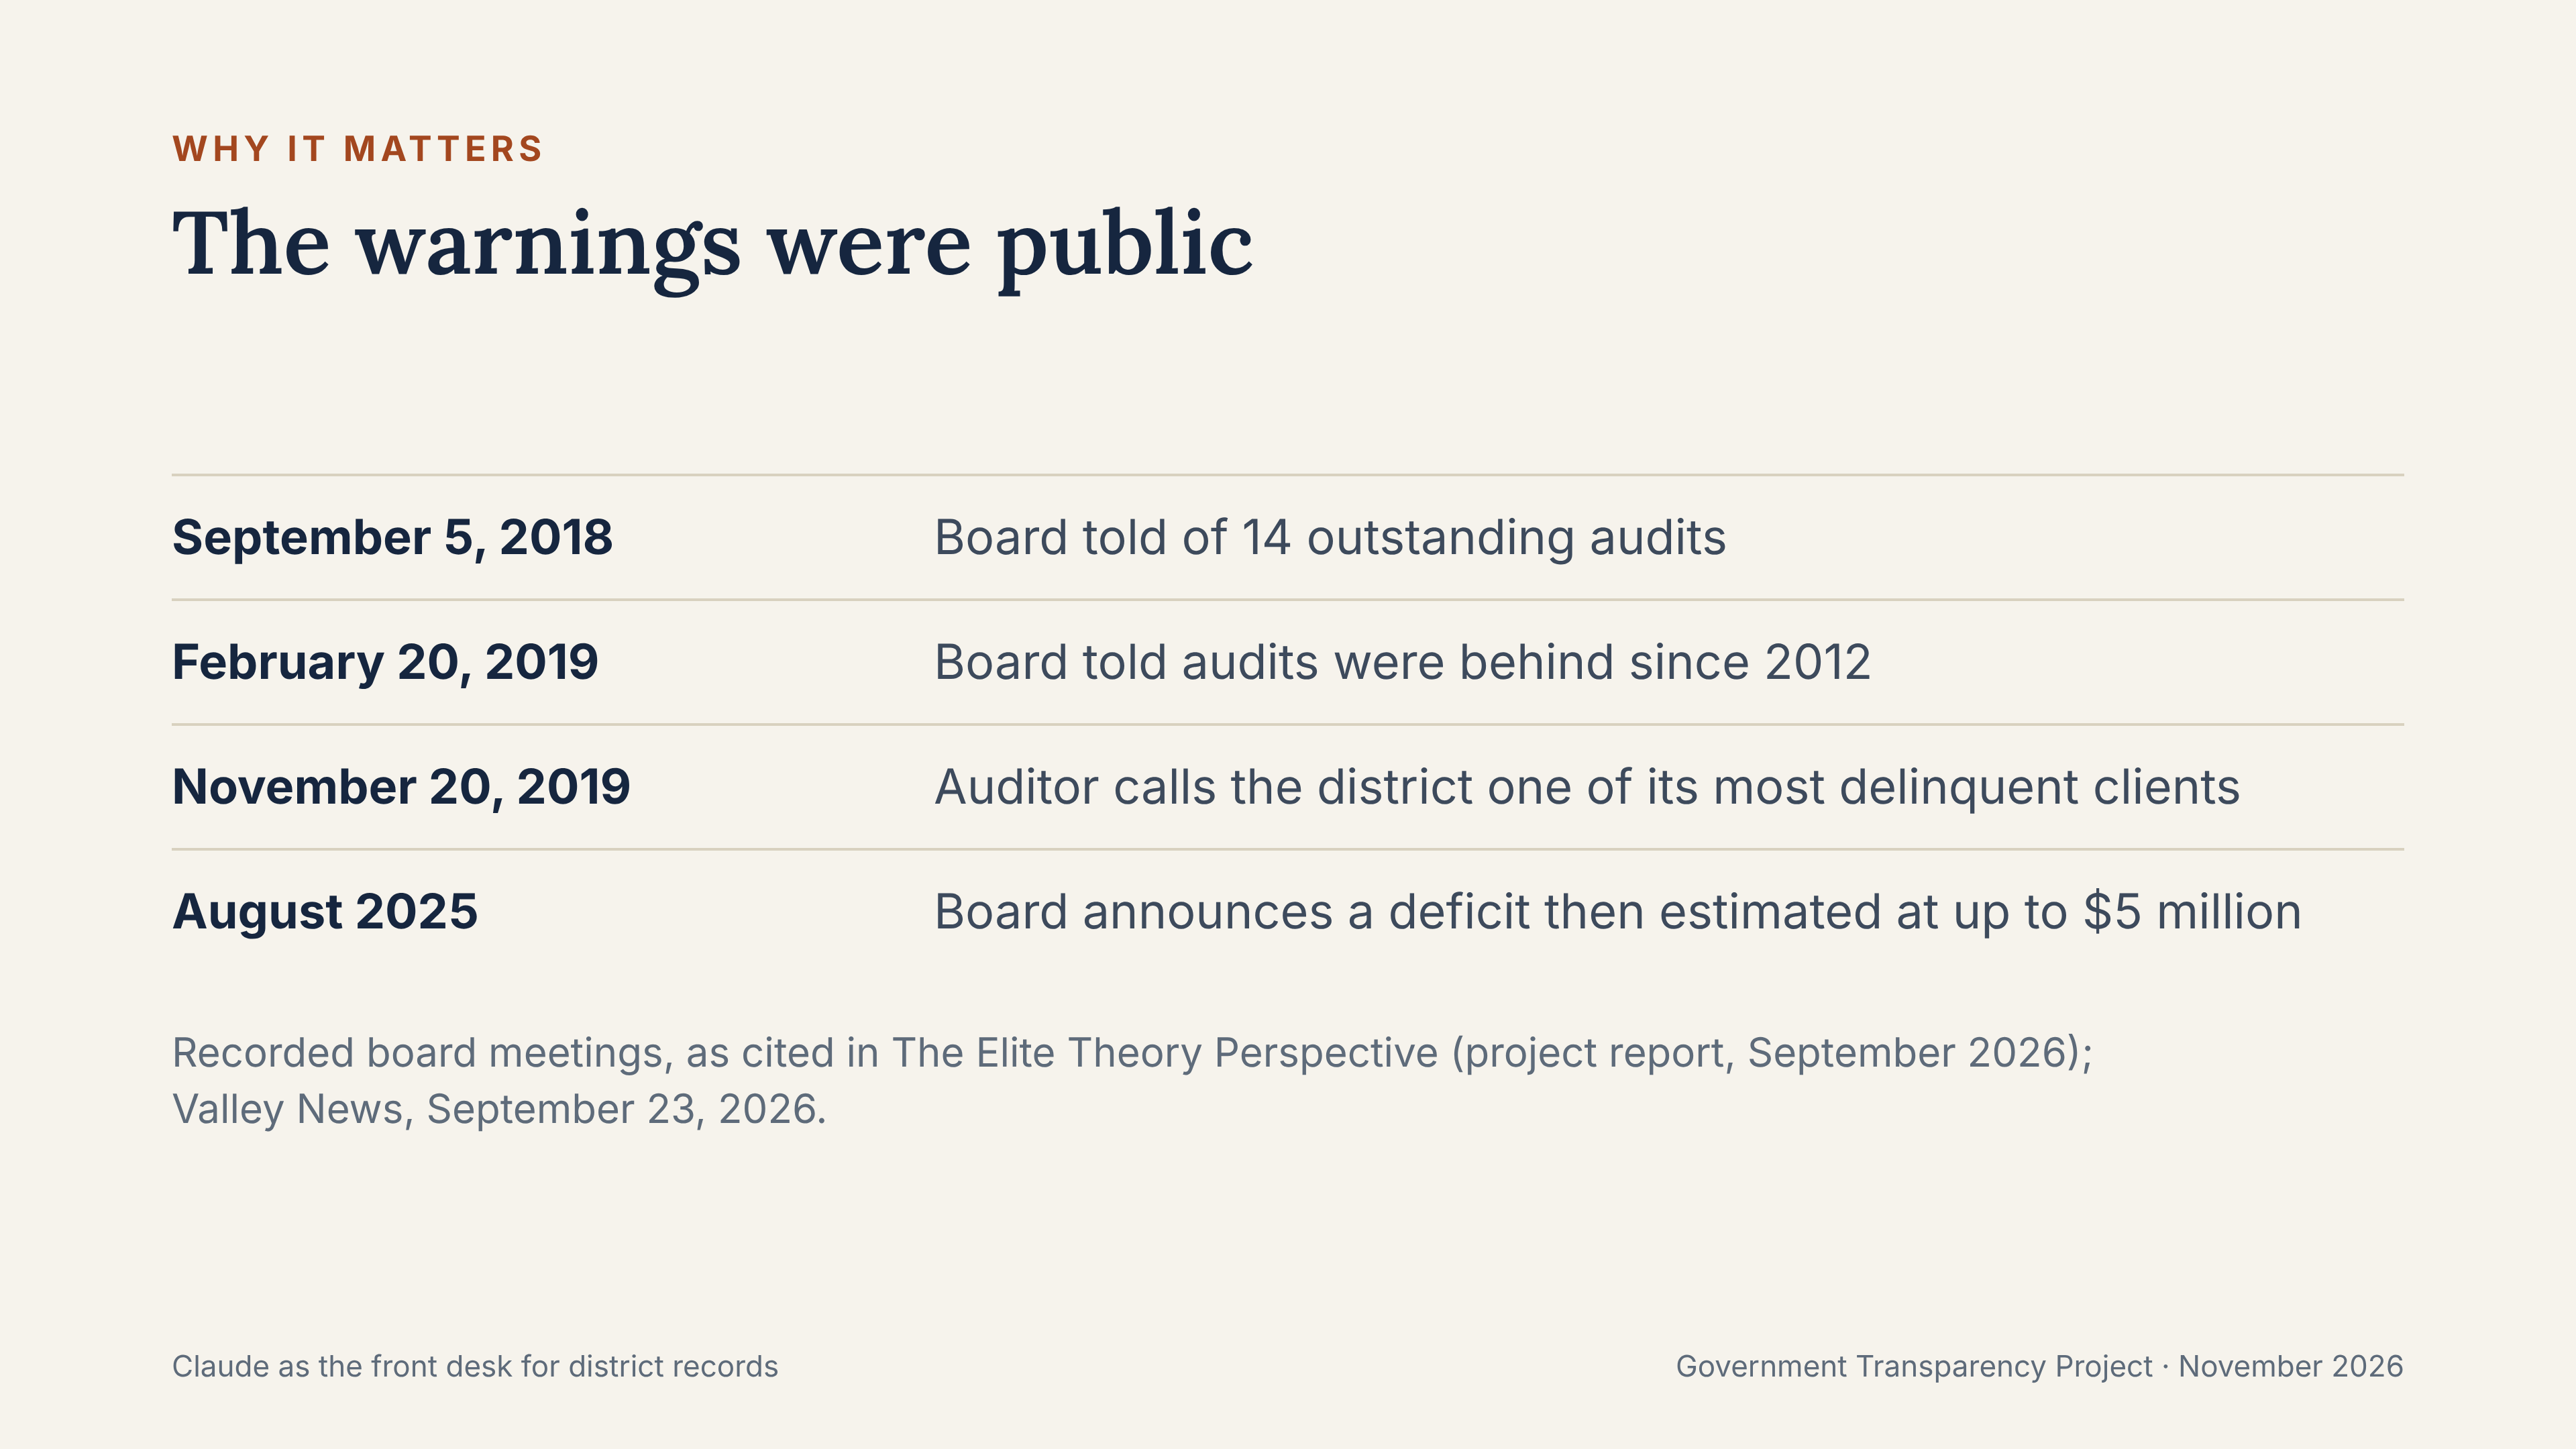 WHY IT MATTERS
The warnings were public
September 5, 2018 Board told of 14 outstanding audits
February 20, 2019 Board told audits were behind since 2012
November 20, 2019 Auditor calls the district one of its most delinquent clients
August 2025 Board announces a deficit then estimated at up to $5 million
Recorded board meetings, as cited in The Elite Theory Perspective (project report, September 2026);
Valley News, September 23, 2026.
Claude as the front desk for district records Government Transparency Project · November 2026